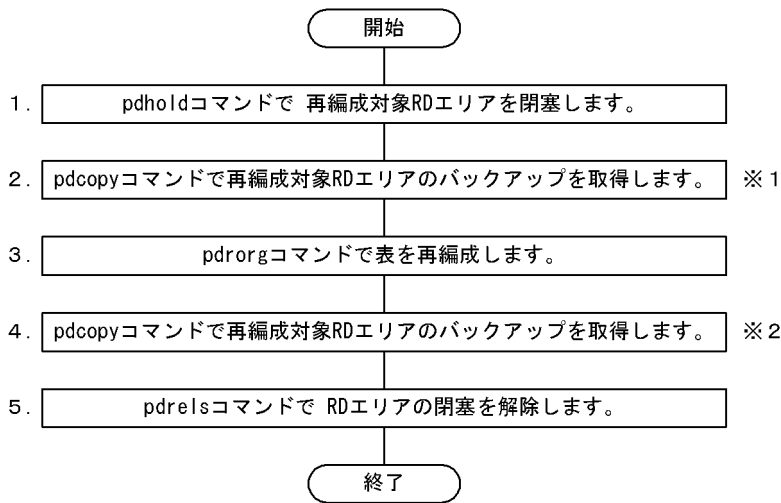 開始
1. pdholdコマンドで 再編成対象RDエリアを閉塞します。
2. pdcopyコマンドで再編成対象RDエリアのバックアップを取得します。 ※1
3. pdrorgコマンドで表を再編成します。
4. pdcopyコマンドで再編成対象RDエリアのバックアップを取得します。 ※2
5. pdrelsコマンドで RDエリアの閉塞を解除します。
終了